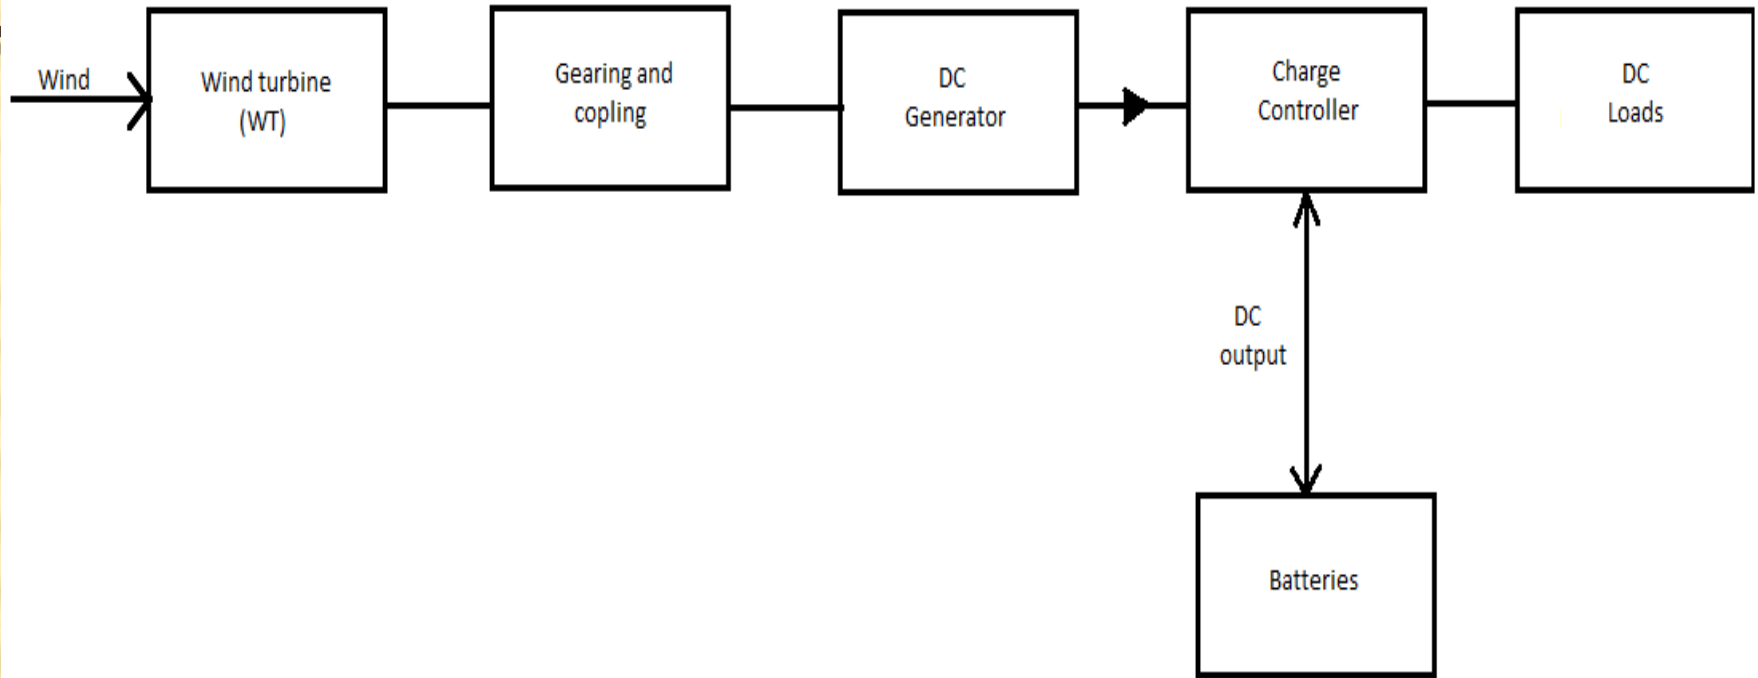 Wind
Wind turbine
(WT)
Gearing and
copling
DC
Generator
Charge
Controller
DC
Loads
DC
output
Batteries